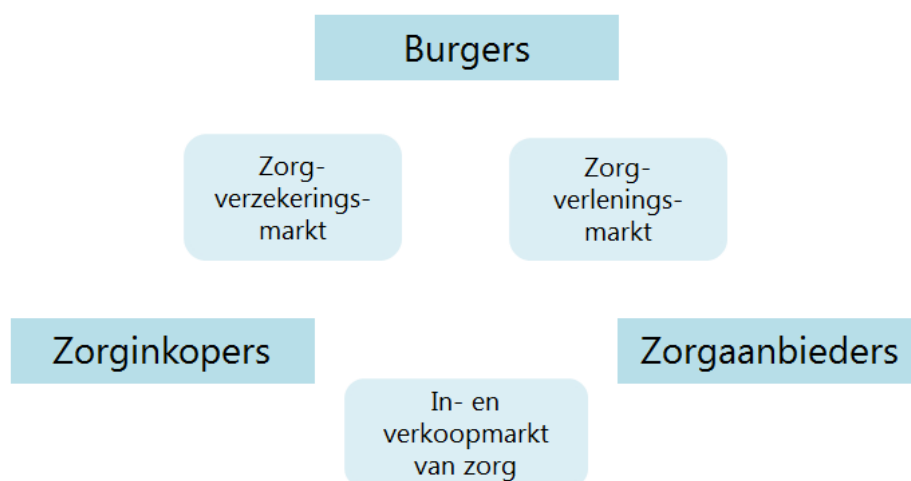 Burgers
Zorg-
verzekerings-
markt
Zorg-
verlenings-
markt
Zorginkopers
Zorgaanbieders
In- en
verkoopmarkt
van zorg